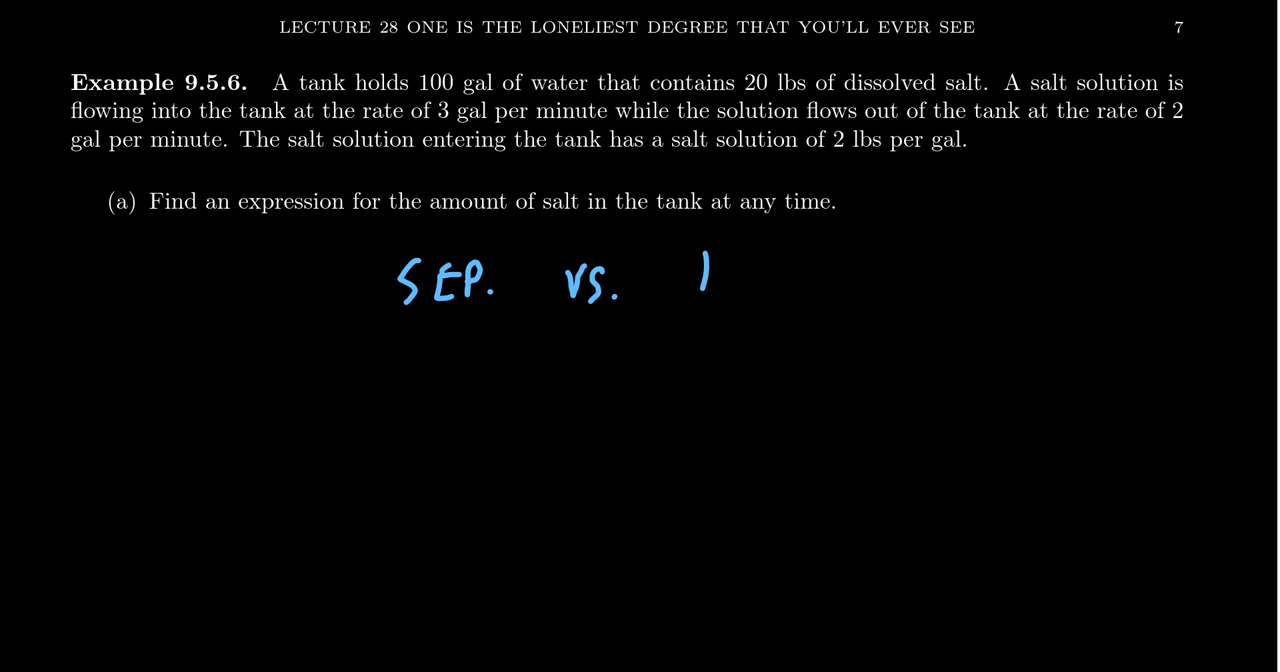 LECTURE 28 ONE IS THE LONELIEST DEGREE THAT YOU'LL EVER SEE 7
Example 9.5.6. A tank holds 100 gal of water that contains 20 lbs of dissolved salt. A salt solution is
flowing into the tank at the rate of 3 gal per minute while the solution flows out of the tank at the rate of 2
gal per minute. The salt solution entering the tank has a salt solution of 2 lbs per gal.
(a) Find an expression for the amount of salt in the tank at any time.
SEP. VS.